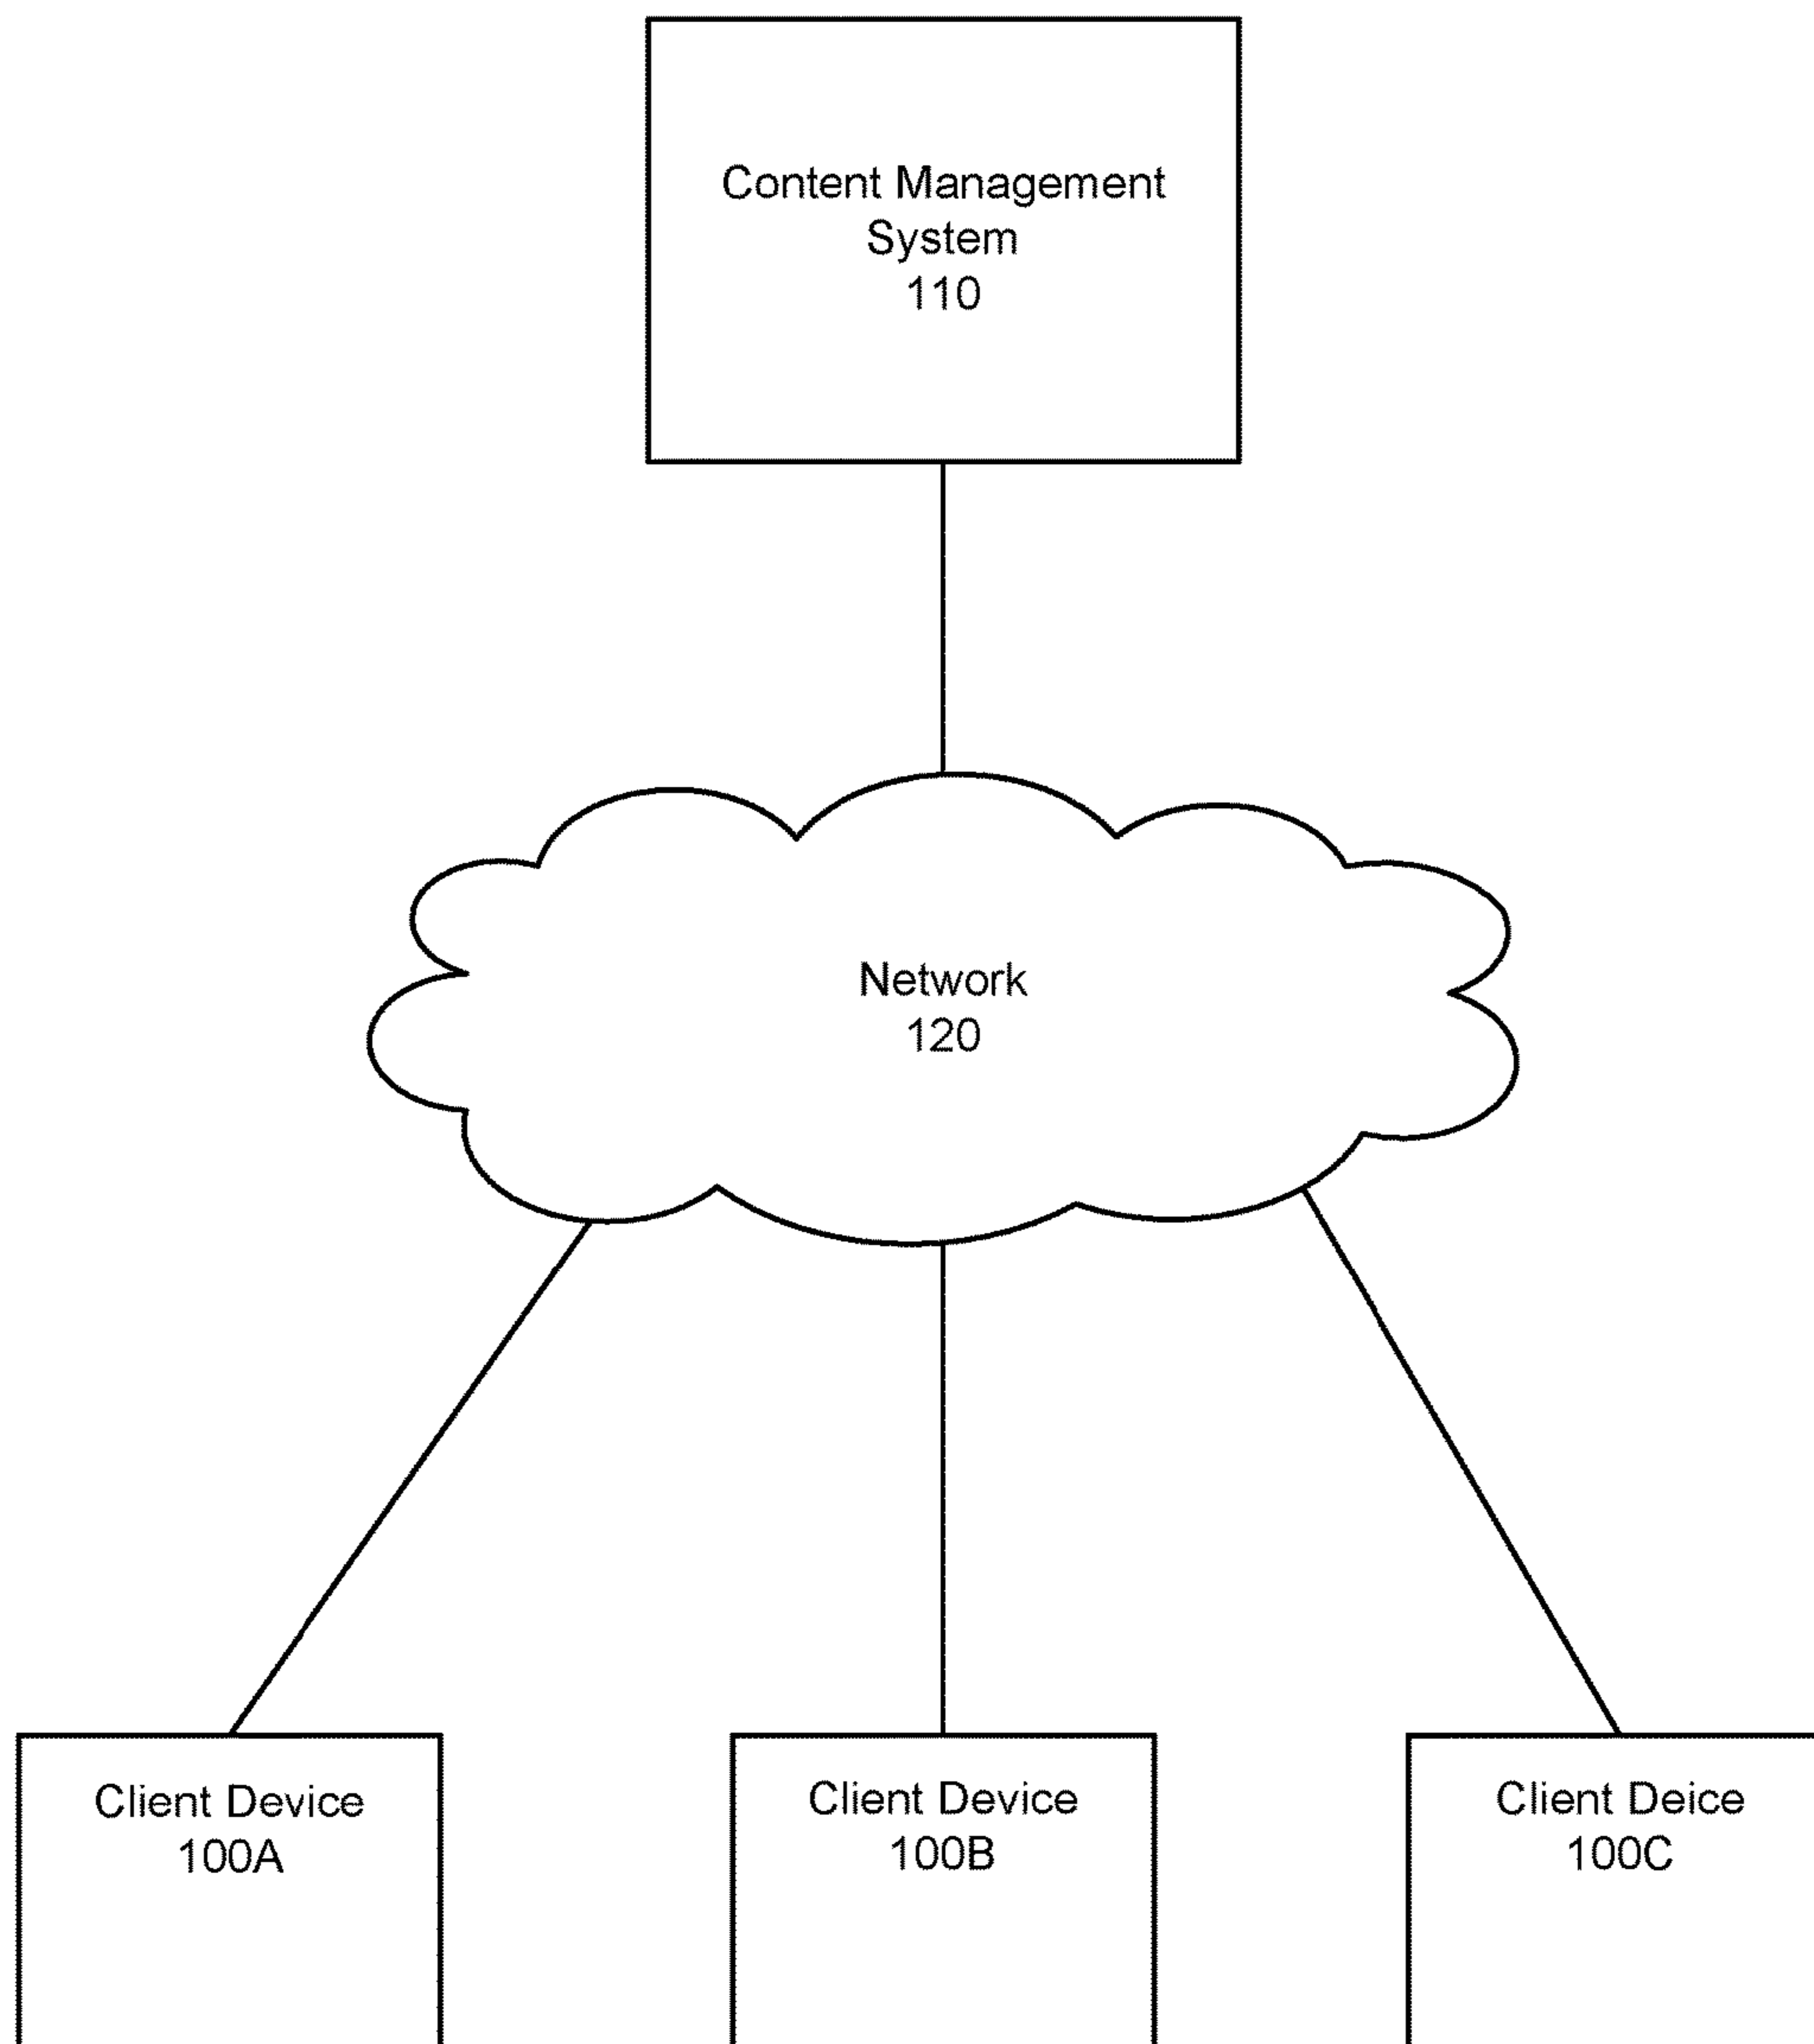 Content Management
System
110
Network
120
Client Device
100A
Client Device
100B
Client Deice
100C